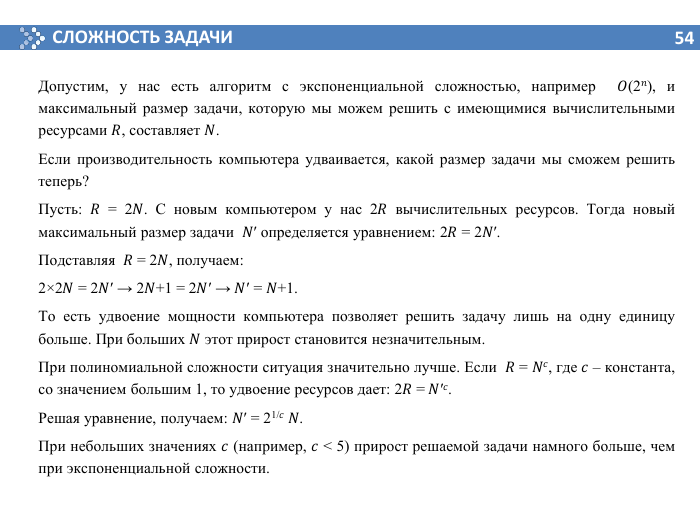 СЛОЖНОСТЬ ЗАДАЧИ 54
Допустим, у нас есть алгоритм с экспоненциальной сложностью, например O(2ⁿ), и
максимальный размер задачи, которую мы можем решить с имеющимися вычислительными
ресурсами R, составляет N.
Если производительность компьютера удваивается, какой размер задачи мы сможем решить
теперь?
Пусть: R = 2N. С новым компьютером у нас 2R вычислительных ресурсов. Тогда новый
максимальный размер задачи N′ определяется уравнением: 2R = 2N′.
Подставляя R = 2N, получаем:
2×2N = 2N′ → 2N+1 = 2N′ → N′ = N+1.
То есть удвоение мощности компьютера позволяет решить задачу лишь на одну единицу
больше. При больших N этот прирост становится незначительным.
При полиномиальной сложности ситуация значительно лучше. Если R = Nᶜ, где c – константа,
со значением большим 1, то удвоение ресурсов дает: 2R = N′ᶜ.
Решая уравнение, получаем: N′ = 2¹ᐟᶜ N.
При небольших значениях c (например, c < 5) прирост решаемой задачи намного больше, чем
при экспоненциальной сложности.